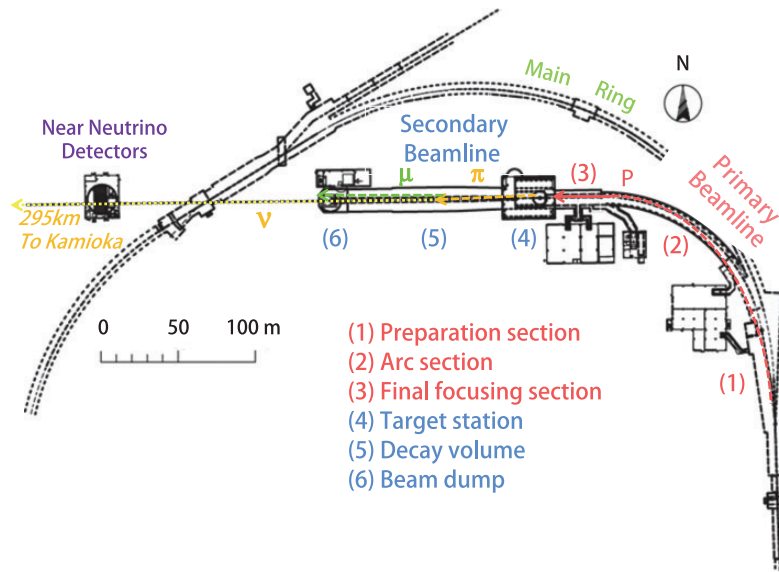 Main Ring
N
Near Neutrino
Detectors
Secondary
Beamline
(3)
P
Primary
Beamline
μ
π
295km
To Kamioka
ν
(6)
(5)
(4)
(2)
0 50 100 m
(1)
(1) Preparation section
(2) Arc section
(3) Final focusing section
(4) Target station
(5) Decay volume
(6) Beam dump